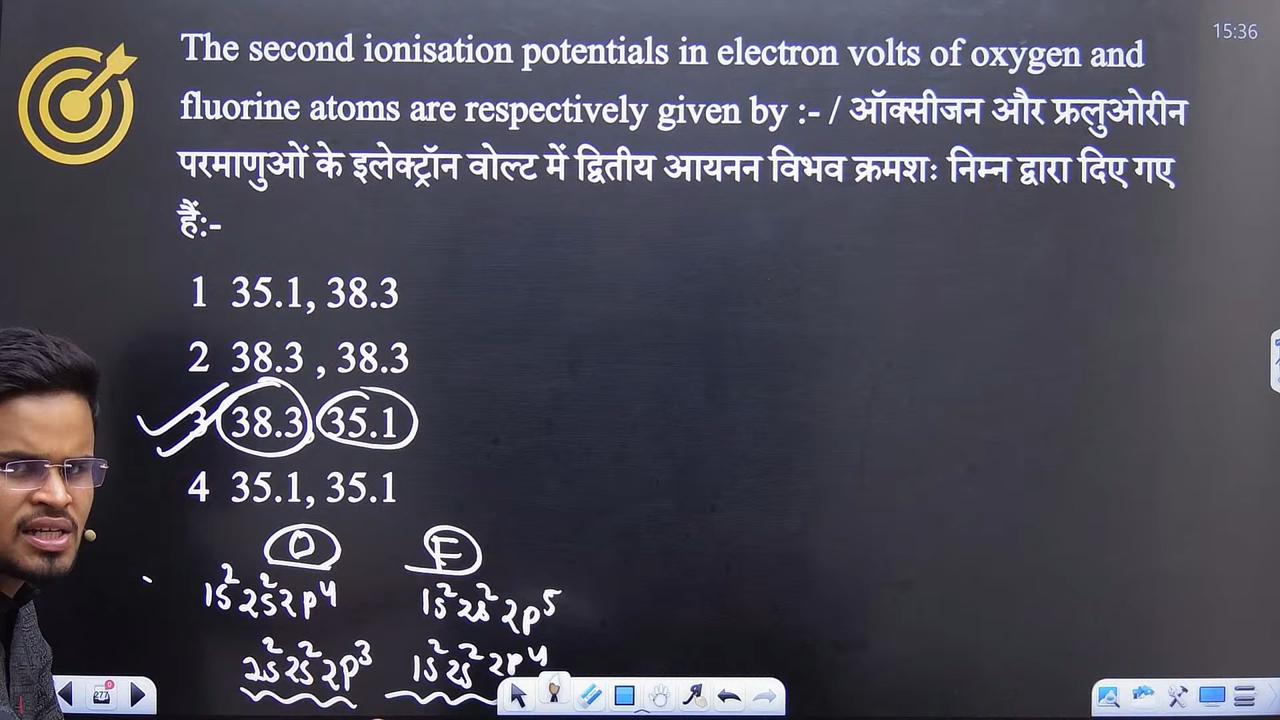 15:36
The second ionisation potentials in electron volts of oxygen and
fluorine atoms are respectively given by :- / ऑक्सीजन और फ्रलुओरीन
परमाणुओं के इलेक्ट्रॉन वोल्ट में द्वितीय आयनन विभव क्रमशः निम्न द्वारा दिए गए
हैं:-
1 35.1, 38.3
2 38.3 , 38.3
3 38.3 35.1
4 35.1, 35.1
O F
1s² 2s² 2p⁴ 1s² 2s² 2p⁵
2s² 2s² 2p³ 1s² 2s² 2p⁴